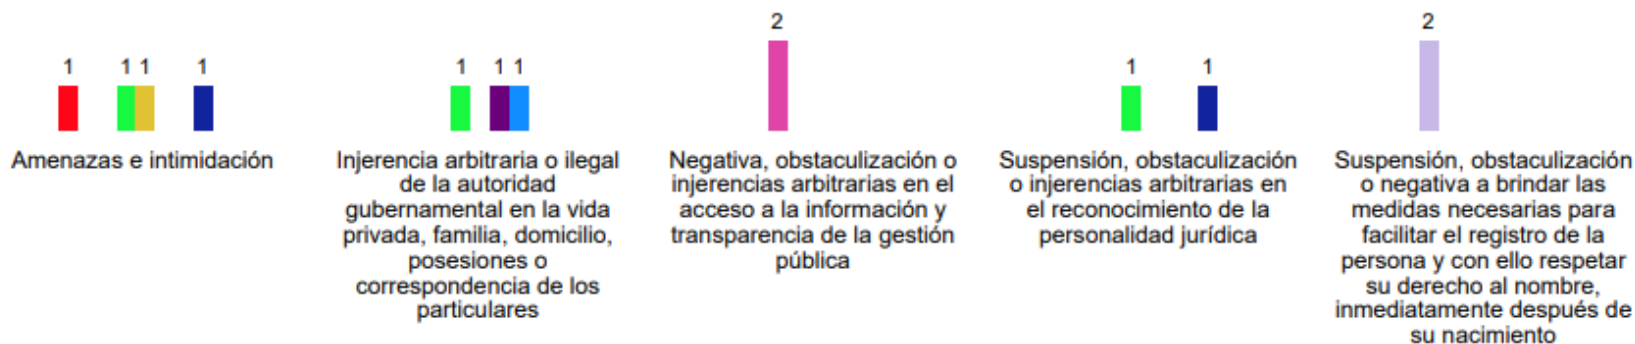 1
1 1
1
Amenazas e intimidación
1
1 1
Injerencia arbitraria o ilegal
de la autoridad
gubernamental en la vida
privada, familia, domicilio,
posesiones o
correspondencia de los
particulares
2
Negativa, obstaculización o
injerencias arbitrarias en el
acceso a la información y
transparencia de la gestión
pública
1
1
Suspensión, obstaculización
o injerencias arbitrarias en
el reconocimiento de la
personalidad jurídica
2
Suspensión, obstaculización
o negativa a brindar las
medidas necesarias para
facilitar el registro de la
persona y con ello respetar
su derecho al nombre,
inmediatamente después de
su nacimiento